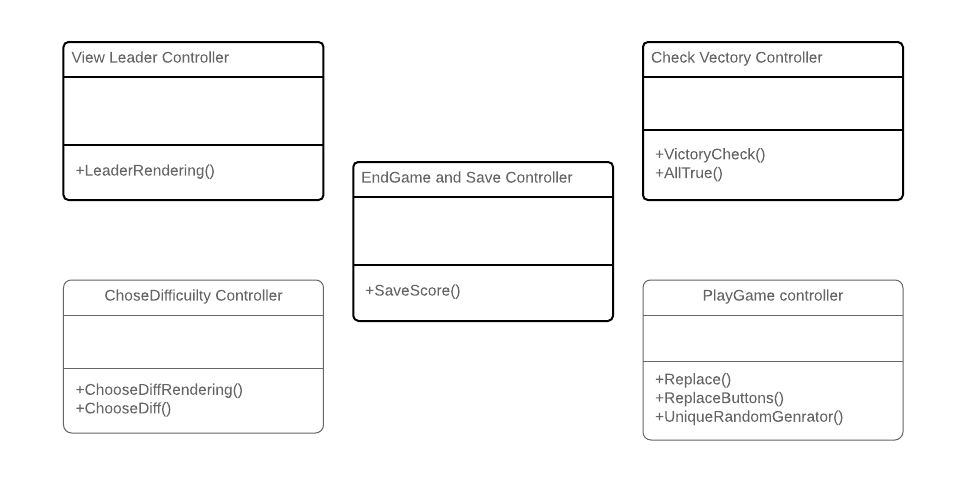 View Leader Controller
+LeaderRendering()
Check Vectory Controller
+VictoryCheck()
+AllTrue()
EndGame and Save Controller
+SaveScore()
ChoseDifficuilty Controller
+ChooseDiffRendering()
+ChooseDiff()
PlayGame controller
+Replace()
+ReplaceButtons()
+UniqueRandomGenrator()